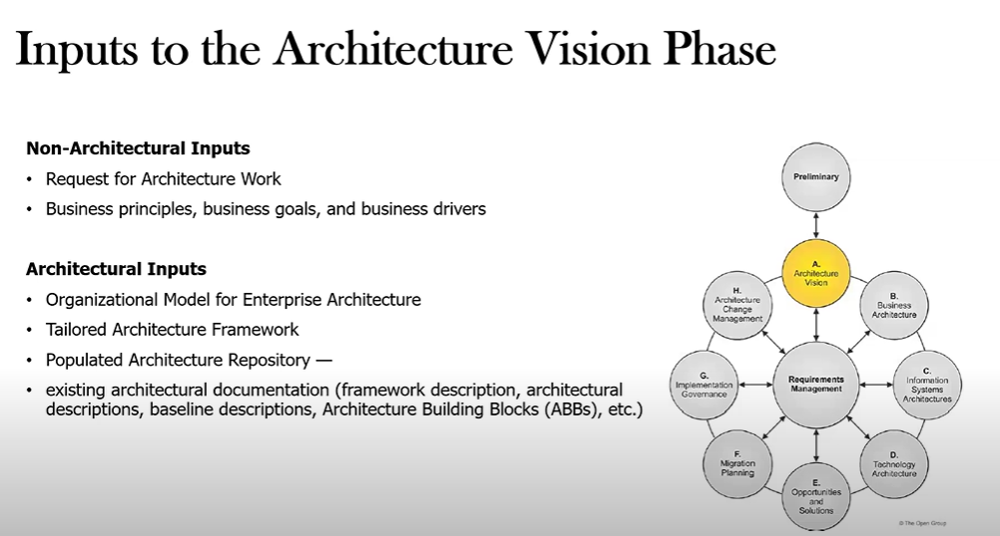 Inputs to the Architecture Vision Phase
Non-Architectural Inputs
• Request for Architecture Work
• Business principles, business goals, and business drivers
Architectural Inputs
• Organizational Model for Enterprise Architecture
• Tailored Architecture Framework
• Populated Architecture Repository —
• existing architectural documentation (framework description, architectural
descriptions, baseline descriptions, Architecture Building Blocks (ABBs), etc.)
Preliminary
A.
Architecture
Vision
B.
Business
Architecture
C.
Information
Systems
Architectures
D.
Technology
Architecture
E.
Opportunities
and
Solutions
F.
Migration
Planning
G.
Implementation
Governance
H.
Architecture
Change
Management
Requirements
Management
© The Open Group